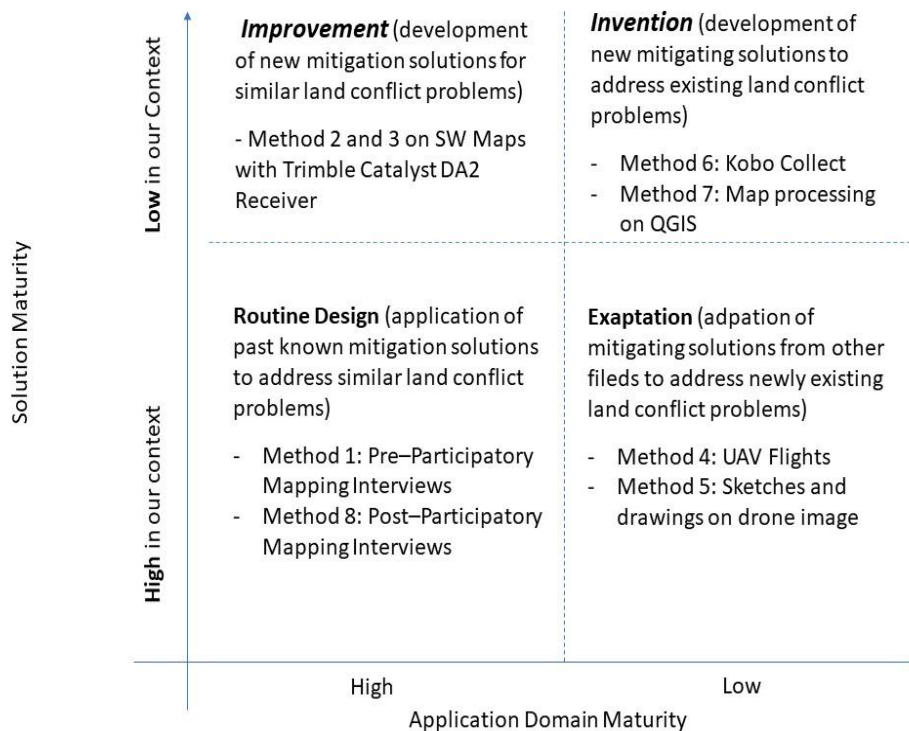 Improvement (development
of new mitigation solutions for
similar land conflict problems)
- Method 2 and 3 on SW Maps
with Trimble Catalyst DA2
Receiver
Invention (development of
new mitigating solutions to
address existing land conflict
problems)
- Method 6: Kobo Collect
- Method 7: Map processing
on QGIS
Low in our Context
Solution Maturity
Routine Design (application of
past known mitigation solutions
to address similar land conflict
problems)
- Method 1: Pre–Participatory
Mapping Interviews
- Method 8: Post–Participatory
Mapping Interviews
Exaptation (adpation of
mitigating solutions from other
fileds to address newly existing
land conflict problems)
- Method 4: UAV Flights
- Method 5: Sketches and
drawings on drone image
High in our context
High
Low
Application Domain Maturity